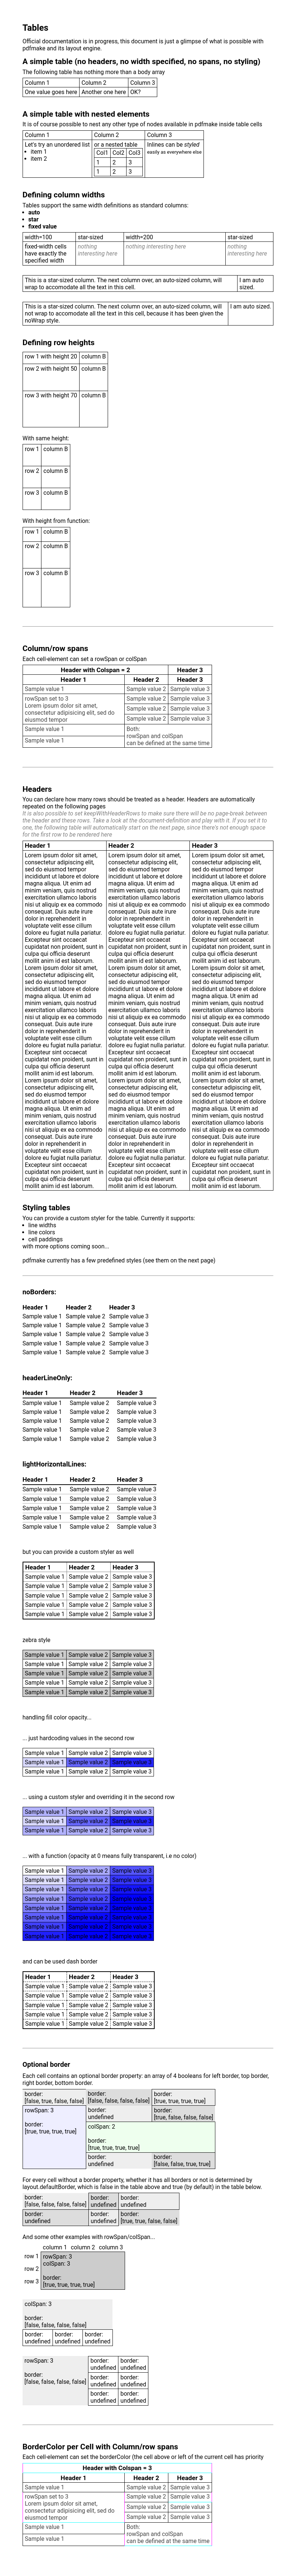 Tables
Official documentation is in progress, this document is just a glimpse of what is possible with
pdfmake and its layout engine.
A simple table (no headers, no width specified, no spans, no styling)
The following table has nothing more than a body array
Column 1 Column 2 Column 3
One value goes here Another one here OK?
A simple table with nested elements
It is of course possible to nest any other type of nodes available in pdfmake inside table cells
Column 1 Column 2 Column 3
Let's try an unordered list or a nested table Inlines can be styled
• item 1 Col1 Col2 Col3 easily as everywhere else
• item 2 1 2 3
1 2 3
Defining column widths
Tables support the same width definitions as standard columns:
• auto
• star
• fixed value
width=100 star-sized width=200 star-sized
fixed-width cells nothing nothing interesting here nothing
have exactly the interesting here interesting here
specified width
This is a star-sized column. The next column over, an auto-sized column, will I am auto
wrap to accomodate all the text in this cell. sized.
This is a star-sized column. The next column over, an auto-sized column, will I am auto sized.
not wrap to accomodate all the text in this cell, because it has been given the
noWrap style.
Defining row heights
row 1 with height 20 column B
row 2 with height 50 column B
row 3 with height 70 column B
With same height:
row 1 column B
row 2 column B
row 3 column B
With height from function:
row 1 column B
row 2 column B
row 3 column B
Column/row spans
Each cell-element can set a rowSpan or colSpan
Header with Colspan = 2 Header 3
Header 1 Header 2 Header 3
Sample value 1 Sample value 2 Sample value 3
rowSpan set to 3 Sample value 2 Sample value 3
Lorem ipsum dolor sit amet, Sample value 2 Sample value 3
consectetur adipisicing elit, sed do
eiusmod tempor Sample value 2 Sample value 3
Sample value 1 Both:
rowSpan and colSpan
Sample value 1 can be defined at the same time
Headers
You can declare how many rows should be treated as a header. Headers are automatically
repeated on the following pages
It is also possible to set keepWithHeaderRows to make sure there will be no page-break between
the header and these rows. Take a look at the document-definition and play with it. If you set it to
one, the following table will automatically start on the next page, since there's not enough space
for the first row to be rendered here
Header 1 Header 2 Header 3
Lorem ipsum dolor sit amet, Lorem ipsum dolor sit amet, Lorem ipsum dolor sit amet,
consectetur adipisicing elit, consectetur adipisicing elit, consectetur adipisicing elit,
sed do eiusmod tempor sed do eiusmod tempor sed do eiusmod tempor
incididunt ut labore et dolore incididunt ut labore et dolore incididunt ut labore et dolore
magna aliqua. Ut enim ad magna aliqua. Ut enim ad magna aliqua. Ut enim ad
minim veniam, quis nostrud minim veniam, quis nostrud minim veniam, quis nostrud
exercitation ullamco laboris exercitation ullamco laboris exercitation ullamco laboris
nisi ut aliquip ex ea commodo nisi ut aliquip ex ea commodo nisi ut aliquip ex ea commodo
consequat. Duis aute irure consequat. Duis aute irure consequat. Duis aute irure
dolor in reprehenderit in dolor in reprehenderit in dolor in reprehenderit in
voluptate velit esse cillum voluptate velit esse cillum voluptate velit esse cillum
dolore eu fugiat nulla pariatur. dolore eu fugiat nulla pariatur. dolore eu fugiat nulla pariatur.
Excepteur sint occaecat Excepteur sint occaecat Excepteur sint occaecat
cupidatat non proident, sunt in cupidatat non proident, sunt in cupidatat non proident, sunt in
culpa qui officia deserunt culpa qui officia deserunt culpa qui officia deserunt
mollit anim id est laborum. mollit anim id est laborum. mollit anim id est laborum.
Lorem ipsum dolor sit amet, Lorem ipsum dolor sit amet, Lorem ipsum dolor sit amet,
consectetur adipisicing elit, consectetur adipisicing elit, consectetur adipisicing elit,
sed do eiusmod tempor sed do eiusmod tempor sed do eiusmod tempor
incididunt ut labore et dolore incididunt ut labore et dolore incididunt ut labore et dolore
magna aliqua. Ut enim ad magna aliqua. Ut enim ad magna aliqua. Ut enim ad
minim veniam, quis nostrud minim veniam, quis nostrud minim veniam, quis nostrud
exercitation ullamco laboris exercitation ullamco laboris exercitation ullamco laboris
nisi ut aliquip ex ea commodo nisi ut aliquip ex ea commodo nisi ut aliquip ex ea commodo
consequat. Duis aute irure consequat. Duis aute irure consequat. Duis aute irure
dolor in reprehenderit in dolor in reprehenderit in dolor in reprehenderit in
voluptate velit esse cillum voluptate velit esse cillum voluptate velit esse cillum
dolore eu fugiat nulla pariatur. dolore eu fugiat nulla pariatur. dolore eu fugiat nulla pariatur.
Excepteur sint occaecat Excepteur sint occaecat Excepteur sint occaecat
cupidatat non proident, sunt in cupidatat non proident, sunt in cupidatat non proident, sunt in
culpa qui officia deserunt culpa qui officia deserunt culpa qui officia deserunt
mollit anim id est laborum. mollit anim id est laborum. mollit anim id est laborum.
Lorem ipsum dolor sit amet, Lorem ipsum dolor sit amet, Lorem ipsum dolor sit amet,
consectetur adipisicing elit, consectetur adipisicing elit, consectetur adipisicing elit,
sed do eiusmod tempor sed do eiusmod tempor sed do eiusmod tempor
incididunt ut labore et dolore incididunt ut labore et dolore incididunt ut labore et dolore
magna aliqua. Ut enim ad magna aliqua. Ut enim ad magna aliqua. Ut enim ad
minim veniam, quis nostrud minim veniam, quis nostrud minim veniam, quis nostrud
exercitation ullamco laboris exercitation ullamco laboris exercitation ullamco laboris
nisi ut aliquip ex ea commodo nisi ut aliquip ex ea commodo nisi ut aliquip ex ea commodo
consequat. Duis aute irure consequat. Duis aute irure consequat. Duis aute irure
dolor in reprehenderit in dolor in reprehenderit in dolor in reprehenderit in
voluptate velit esse cillum voluptate velit esse cillum voluptate velit esse cillum
dolore eu fugiat nulla pariatur. dolore eu fugiat nulla pariatur. dolore eu fugiat nulla pariatur.
Excepteur sint occaecat Excepteur sint occaecat Excepteur sint occaecat
cupidatat non proident, sunt in cupidatat non proident, sunt in cupidatat non proident, sunt in
culpa qui officia deserunt culpa qui officia deserunt culpa qui officia deserunt
mollit anim id est laborum. mollit anim id est laborum. mollit anim id est laborum.
Styling tables
You can provide a custom styler for the table. Currently it supports:
• line widths
• line colors
• cell paddings
with more options coming soon...
pdfmake currently has a few predefined styles (see them on the next page)
noBorders:
Header 1 Header 2 Header 3
Sample value 1 Sample value 2 Sample value 3
Sample value 1 Sample value 2 Sample value 3
Sample value 1 Sample value 2 Sample value 3
Sample value 1 Sample value 2 Sample value 3
Sample value 1 Sample value 2 Sample value 3
headerLineOnly:
Header 1 Header 2 Header 3
Sample value 1 Sample value 2 Sample value 3
Sample value 1 Sample value 2 Sample value 3
Sample value 1 Sample value 2 Sample value 3
Sample value 1 Sample value 2 Sample value 3
Sample value 1 Sample value 2 Sample value 3
lightHorizontalLines:
Header 1 Header 2 Header 3
Sample value 1 Sample value 2 Sample value 3
Sample value 1 Sample value 2 Sample value 3
Sample value 1 Sample value 2 Sample value 3
Sample value 1 Sample value 2 Sample value 3
Sample value 1 Sample value 2 Sample value 3
but you can provide a custom styler as well
Header 1 Header 2 Header 3
Sample value 1 Sample value 2 Sample value 3
Sample value 1 Sample value 2 Sample value 3
Sample value 1 Sample value 2 Sample value 3
Sample value 1 Sample value 2 Sample value 3
Sample value 1 Sample value 2 Sample value 3
zebra style
Sample value 1 Sample value 2 Sample value 3
Sample value 1 Sample value 2 Sample value 3
Sample value 1 Sample value 2 Sample value 3
Sample value 1 Sample value 2 Sample value 3
Sample value 1 Sample value 2 Sample value 3
handling fill color opacity...
... just hardcoding values in the second row
Sample value 1 Sample value 2 Sample value 3
Sample value 1 Sample value 2 Sample value 3
Sample value 1 Sample value 2 Sample value 3
... using a custom styler and overriding it in the second row
Sample value 1 Sample value 2 Sample value 3
Sample value 1 Sample value 2 Sample value 3
Sample value 1 Sample value 2 Sample value 3
... with a function (opacity at 0 means fully transparent, i.e no color)
Sample value 1 Sample value 2 Sample value 3
Sample value 1 Sample value 2 Sample value 3
Sample value 1 Sample value 2 Sample value 3
Sample value 1 Sample value 2 Sample value 3
Sample value 1 Sample value 2 Sample value 3
Sample value 1 Sample value 2 Sample value 3
Sample value 1 Sample value 2 Sample value 3
Sample value 1 Sample value 2 Sample value 3
and can be used dash border
Header 1 Header 2 Header 3
Sample value 1 Sample value 2 Sample value 3
Sample value 1 Sample value 2 Sample value 3
Sample value 1 Sample value 2 Sample value 3
Sample value 1 Sample value 2 Sample value 3
Sample value 1 Sample value 2 Sample value 3
Optional border
Each cell contains an optional border property: an array of 4 booleans for left border, top border,
right border, bottom border.
border: border: border:
[false, true, false, false] [false, false, false, false] [true, true, true, true]
rowSpan: 3 border: border:
undefined [true, false, false, false]
border: colSpan: 2
[true, true, true, true]
border:
[true, true, true, true]
border: border:
undefined [false, false, true, true]
For every cell without a border property, whether it has all borders or not is determined by
layout.defaultBorder, which is false in the table above and true (by default) in the table below.
border: border: border:
[false, false, false, false] undefined undefined
border: border: border:
undefined undefined [true, true, false, false]
And some other examples with rowSpan/colSpan...
column 1 column 2 column 3
row 1 rowSpan: 3
colSpan: 3
row 2
border:
row 3 [true, true, true, true]
colSpan: 3
border:
[false, false, false, false]
border: border: border:
undefined undefined undefined
rowSpan: 3 border: border:
undefined undefined
border: border: border:
[false, false, false, false] undefined undefined
border: border:
undefined undefined
BorderColor per Cell with Column/row spans
Each cell-element can set the borderColor (the cell above or left of the current cell has priority
Header with Colspan = 3
Header 1 Header 2 Header 3
Sample value 1 Sample value 2 Sample value 3
rowSpan set to 3 Sample value 2 Sample value 3
Lorem ipsum dolor sit amet, Sample value 2 Sample value 3
consectetur adipisicing elit, sed do
eiusmod tempor Sample value 2 Sample value 3
Sample value 1 Both:
rowSpan and colSpan
Sample value 1 can be defined at the same time